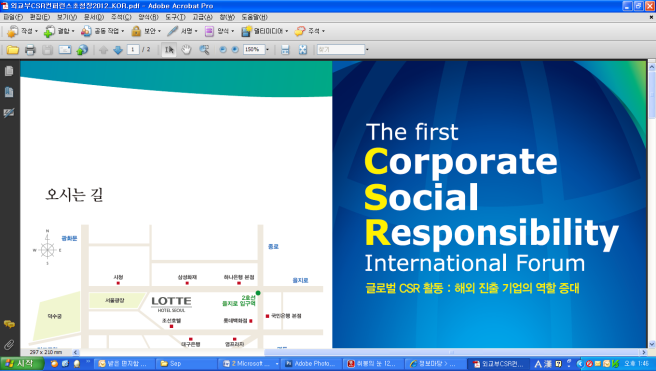 외교부CSR컨퍼런스초청장2012_KOR.pdf - Adobe Acrobat Pro
파일(F) 편집(E) 보기(V) 문서(D) 주석(C) 양식(R) 도구(T) 고급(A) 창(W) 도움말(H)
작성 결합 공동 작업 보안 서명 양식 멀티미디어 주석
1 / 2 150% 찾기
오시는 길
The first
Corporate
Social
Responsibility
International Forum
글로벌 CSR 활동 : 해외 진출 기업의 역할 증대
N
W E
S
광화문
종로
시청 삼성화재 하나은행 본점
을지로
서울광장
LOTTE
HOTEL SEOUL
2호선
을지로 입구역
덕수궁
조선호텔 롯데백화점 국민은행 본점
대구은행 영프라자
297 x 210 mm
시작 받은 편지함 ... Sep 2 Microsoft ... Adobe Photo... 정보마당 > ... 외교부CSR컨... A 漢 오후 1:46